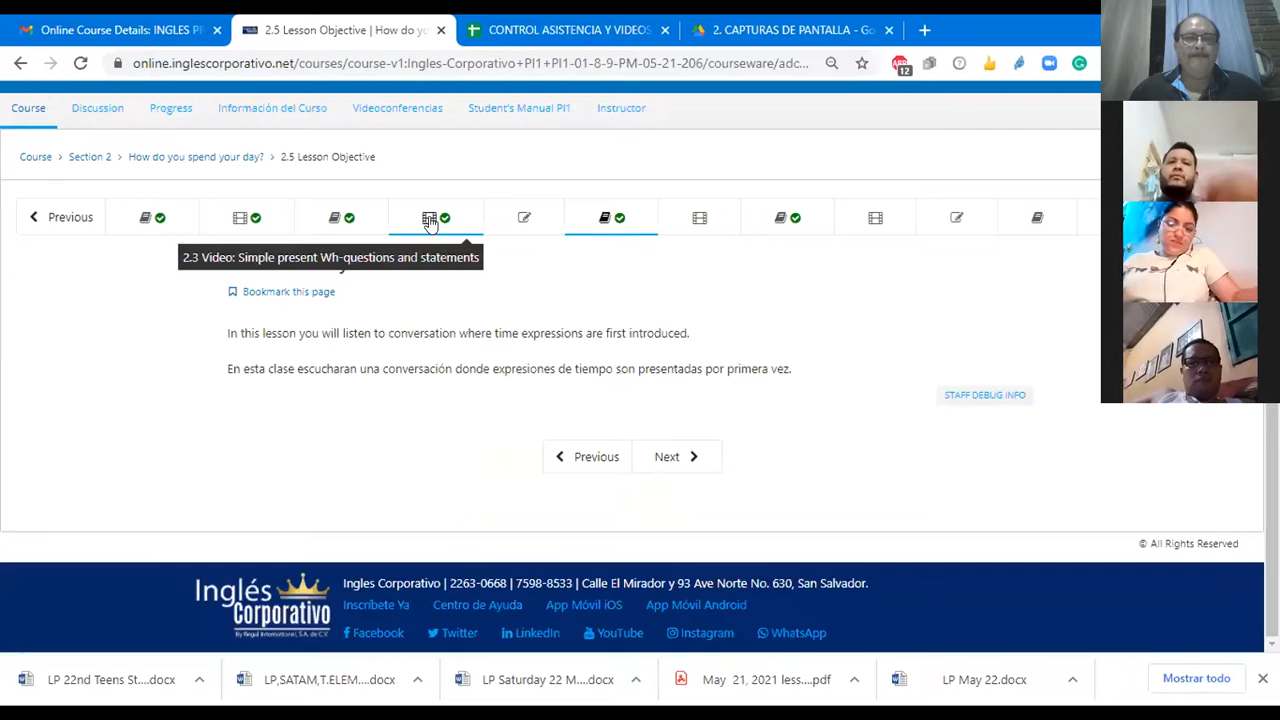 Online Course Details: INGLES PR
2.5 Lesson Objective | How do yo
CONTROL ASISTENCIA Y VIDEOS
2. CAPTURAS DE PANTALLA - Go
online.inglescorporativo.net/courses/course-v1:Ingles-Corporativo+PI1+PI1-01-8-9-PM-05-21-206/courseware/adc...
12
Course Discussion Progress Información del Curso Videoconferencias Student's Manual PI1 Instructor
Course > Section 2 > How do you spend your day? > 2.5 Lesson Objective
Previous
2.3 Video: Simple present Wh-questions and statements
Bookmark this page
In this lesson you will listen to conversation where time expressions are first introduced.
En esta clase escucharan una conversación donde expresiones de tiempo son presentadas por primera vez.
STAFF DEBUG INFO
Previous Next
© All Rights Reserved
Inglés Corporativo
By Regal International, S.A. de C.V.
Ingles Corporativo | 2263-0668 | 7598-8533 | Calle El Mirador y 93 Ave Norte No. 630, San Salvador.
Inscríbete Ya Centro de Ayuda App Móvil iOS App Móvil Android
Facebook Twitter LinkedIn YouTube Instagram WhatsApp
LP 22nd Teens St....docx
LP,SATAM,T.ELEM....docx
LP Saturday 22 M....docx
May 21, 2021 less....pdf
LP May 22.docx
Mostrar todo